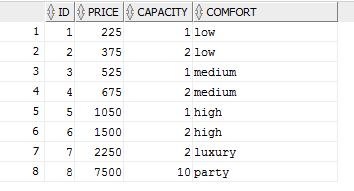 ID PRICE CAPACITY COMFORT
1 1 225 1 low
2 2 375 2 low
3 3 525 1 medium
4 4 675 2 medium
5 5 1050 1 high
6 6 1500 2 high
7 7 2250 2 luxury
8 8 7500 10 party